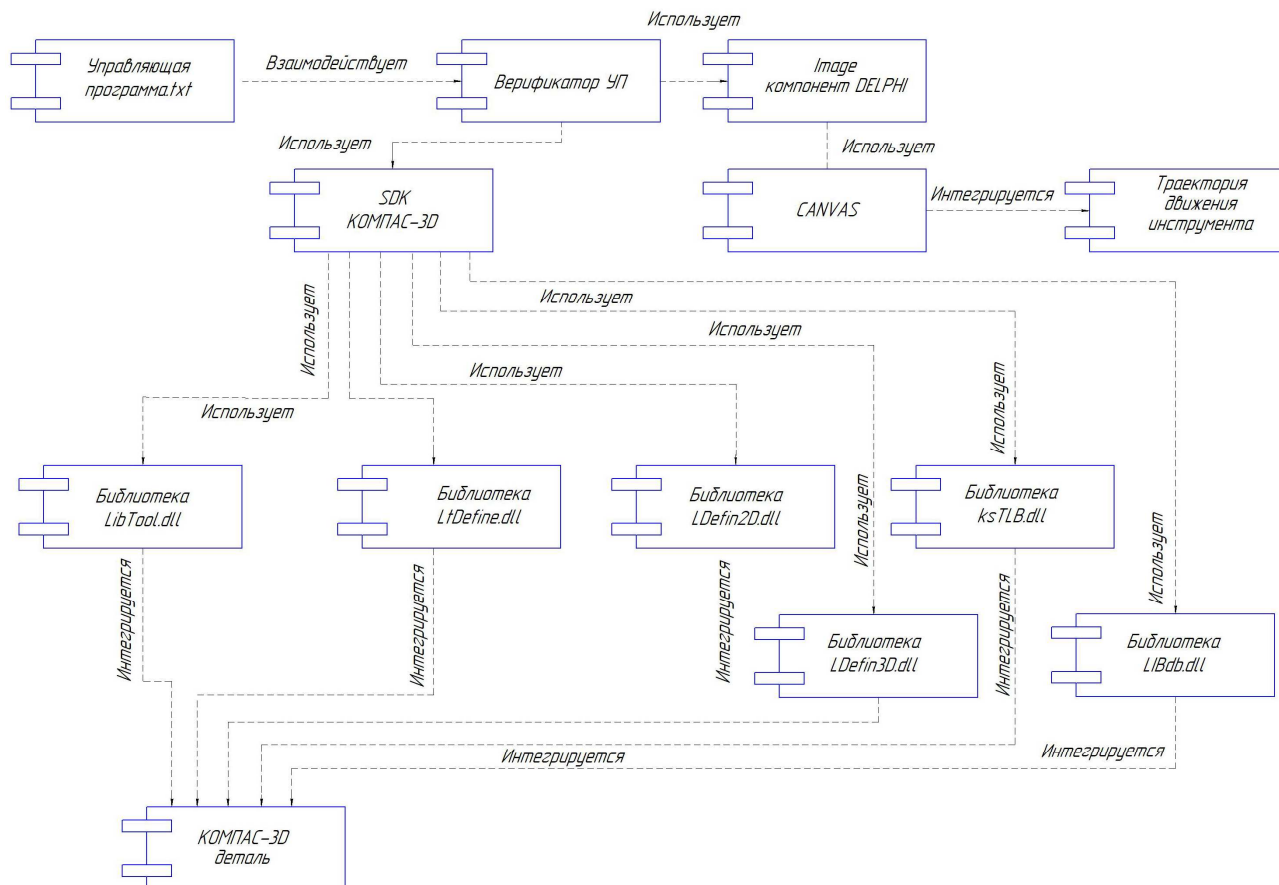 Использует
Управляющая
программа.txt
Взаимодействует
Верификатор УП
Image
компонент DELPHI
Использует
Использует
SDK
КОМПАС-3D
CANVAS
Интегрируется
Траектория
движения
инструмента
Использует
Использует
Использует
Использует
Использует
Использует
Использует
Использует
Библиотека
LibTool.dll
Библиотека
LtDefine.dll
Библиотека
LDefin2D.dll
Библиотека
ksTLB.dll
Использует
Интегрируется
Интегрируется
Интегрируется
Интегрируется
Библиотека
LDefin3D.dll
Библиотека
LIBdb.dll
Интегрируется
Интегрируется
КОМПАС-3D
деталь